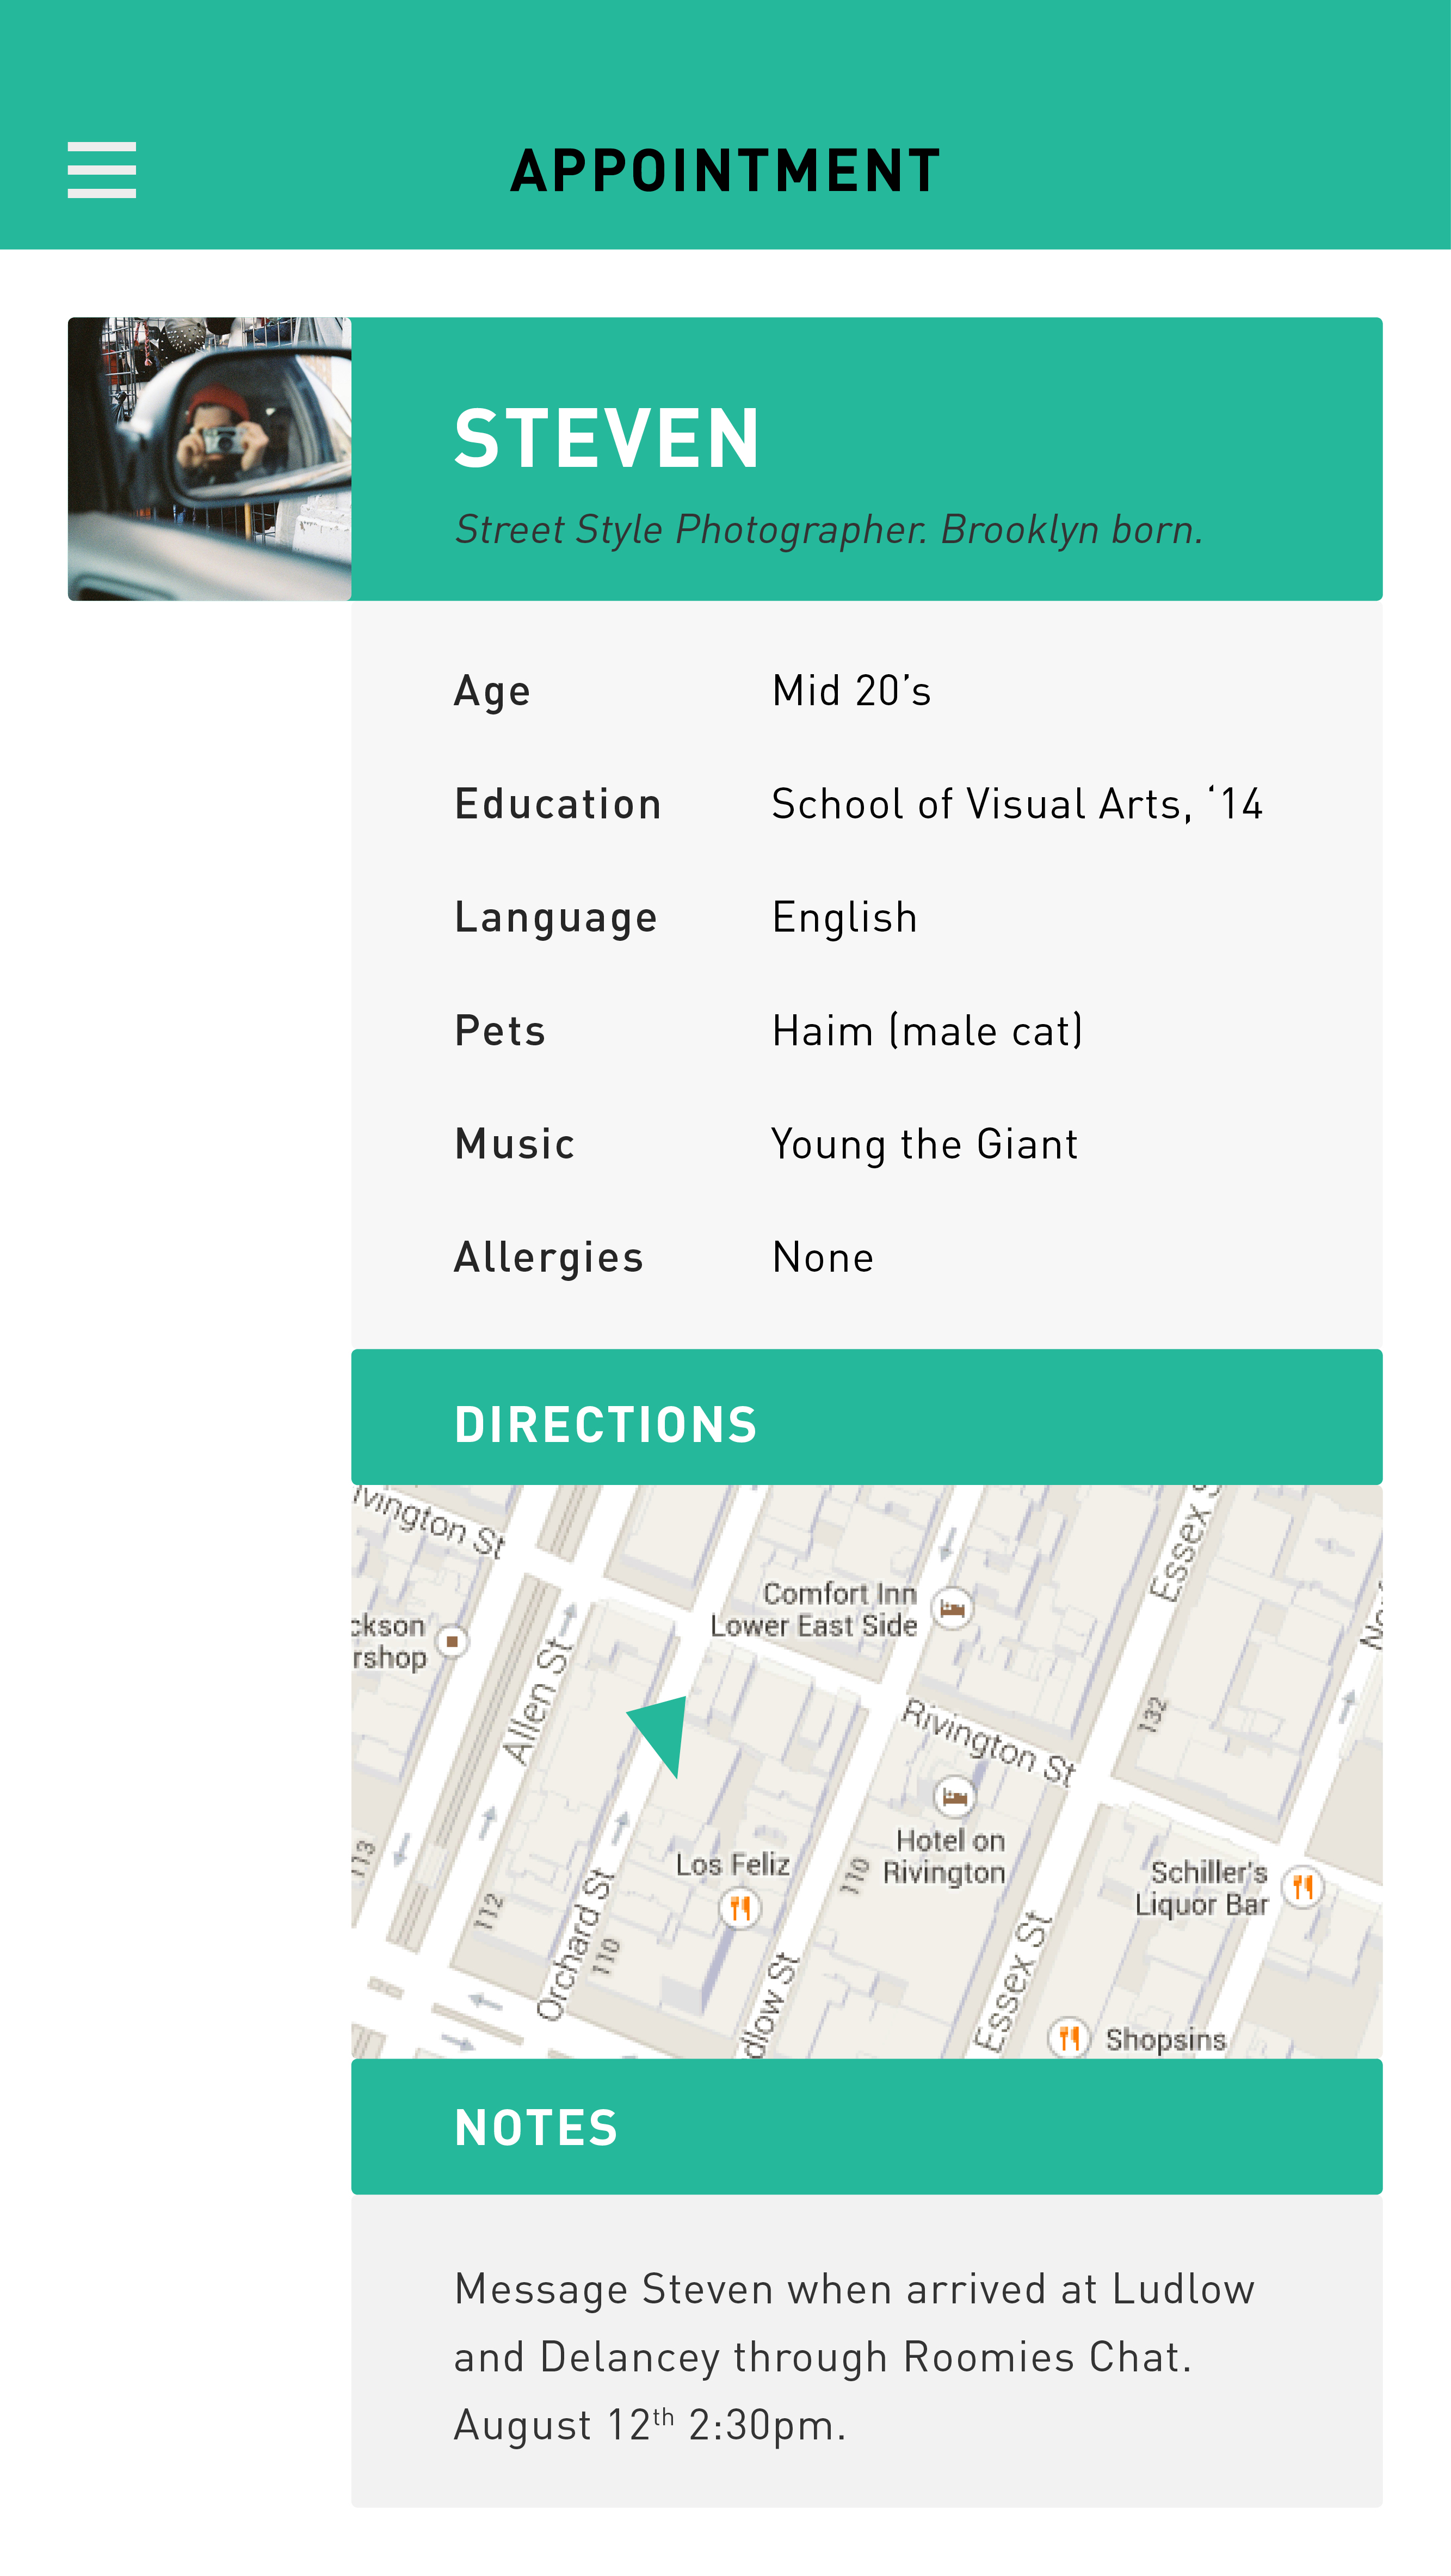 APPOINTMENT
STEVEN
Street Style Photographer. Brooklyn born.
Age Mid 20’s
Education School of Visual Arts, ‘14
Language English
Pets Haim (male cat)
Music Young the Giant
Allergies None
DIRECTIONS
ivington St
Essex S
Comfort Inn
Lower East Side
ckson
rshop
Allen St
No
Rivington St
132
Hotel on
Rivington
113
Los Feliz
110
Schiller's
Liquor Bar
112
Orchard St
110
dlow St
Essex St
Shopsins
NOTES
Message Steven when arrived at Ludlow
and Delancey through Roomies Chat.
August 12th 2:30pm.